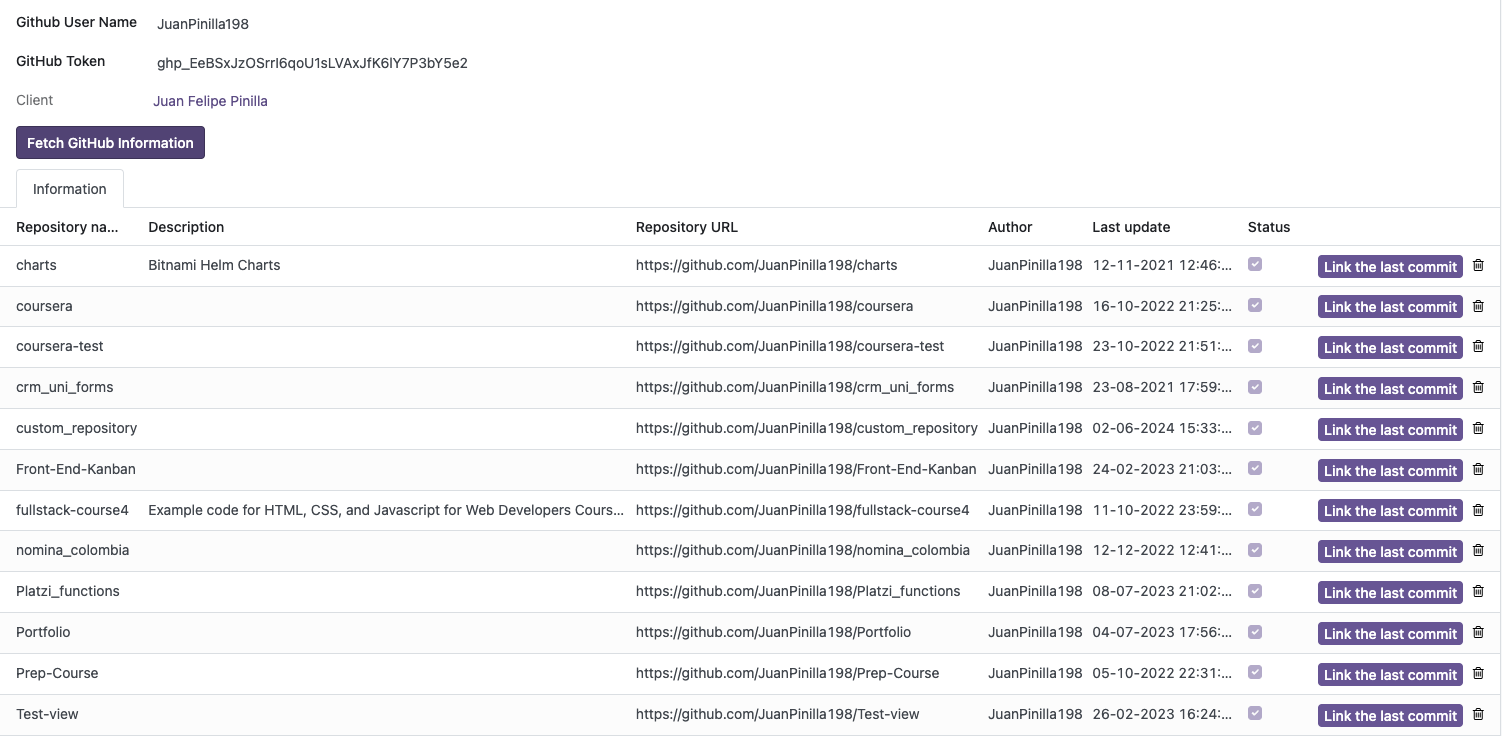 Github User Name JuanPinilla198
GitHub Token
Client Juan Felipe Pinilla
Fetch GitHub Information
Information
Repository na... Description Repository URL Author Last update Status
charts Bitnami Helm Charts https://github.com/JuanPinilla198/charts JuanPinilla198 12-11-2021 12:46:... Link the last commit
coursera https://github.com/JuanPinilla198/coursera JuanPinilla198 16-10-2022 21:25:... Link the last commit
coursera-test https://github.com/JuanPinilla198/coursera-test JuanPinilla198 23-10-2022 21:51:... Link the last commit
crm_uni_forms https://github.com/JuanPinilla198/crm_uni_forms JuanPinilla198 23-08-2021 17:59:... Link the last commit
custom_repository https://github.com/JuanPinilla198/custom_repository JuanPinilla198 02-06-2024 15:33:... Link the last commit
Front-End-Kanban https://github.com/JuanPinilla198/Front-End-Kanban JuanPinilla198 24-02-2023 21:03:... Link the last commit
fullstack-course4 Example code for HTML, CSS, and Javascript for Web Developers Cours... https://github.com/JuanPinilla198/fullstack-course4 JuanPinilla198 11-10-2022 23:59:... Link the last commit
nomina_colombia https://github.com/JuanPinilla198/nomina_colombia JuanPinilla198 12-12-2022 12:41:... Link the last commit
Platzi_functions https://github.com/JuanPinilla198/Platzi_functions JuanPinilla198 08-07-2023 21:02:... Link the last commit
Portfolio https://github.com/JuanPinilla198/Portfolio JuanPinilla198 04-07-2023 17:56:... Link the last commit
Prep-Course https://github.com/JuanPinilla198/Prep-Course JuanPinilla198 05-10-2022 22:31:... Link the last commit
Test-view https://github.com/JuanPinilla198/Test-view JuanPinilla198 26-02-2023 16:24:... Link the last commit